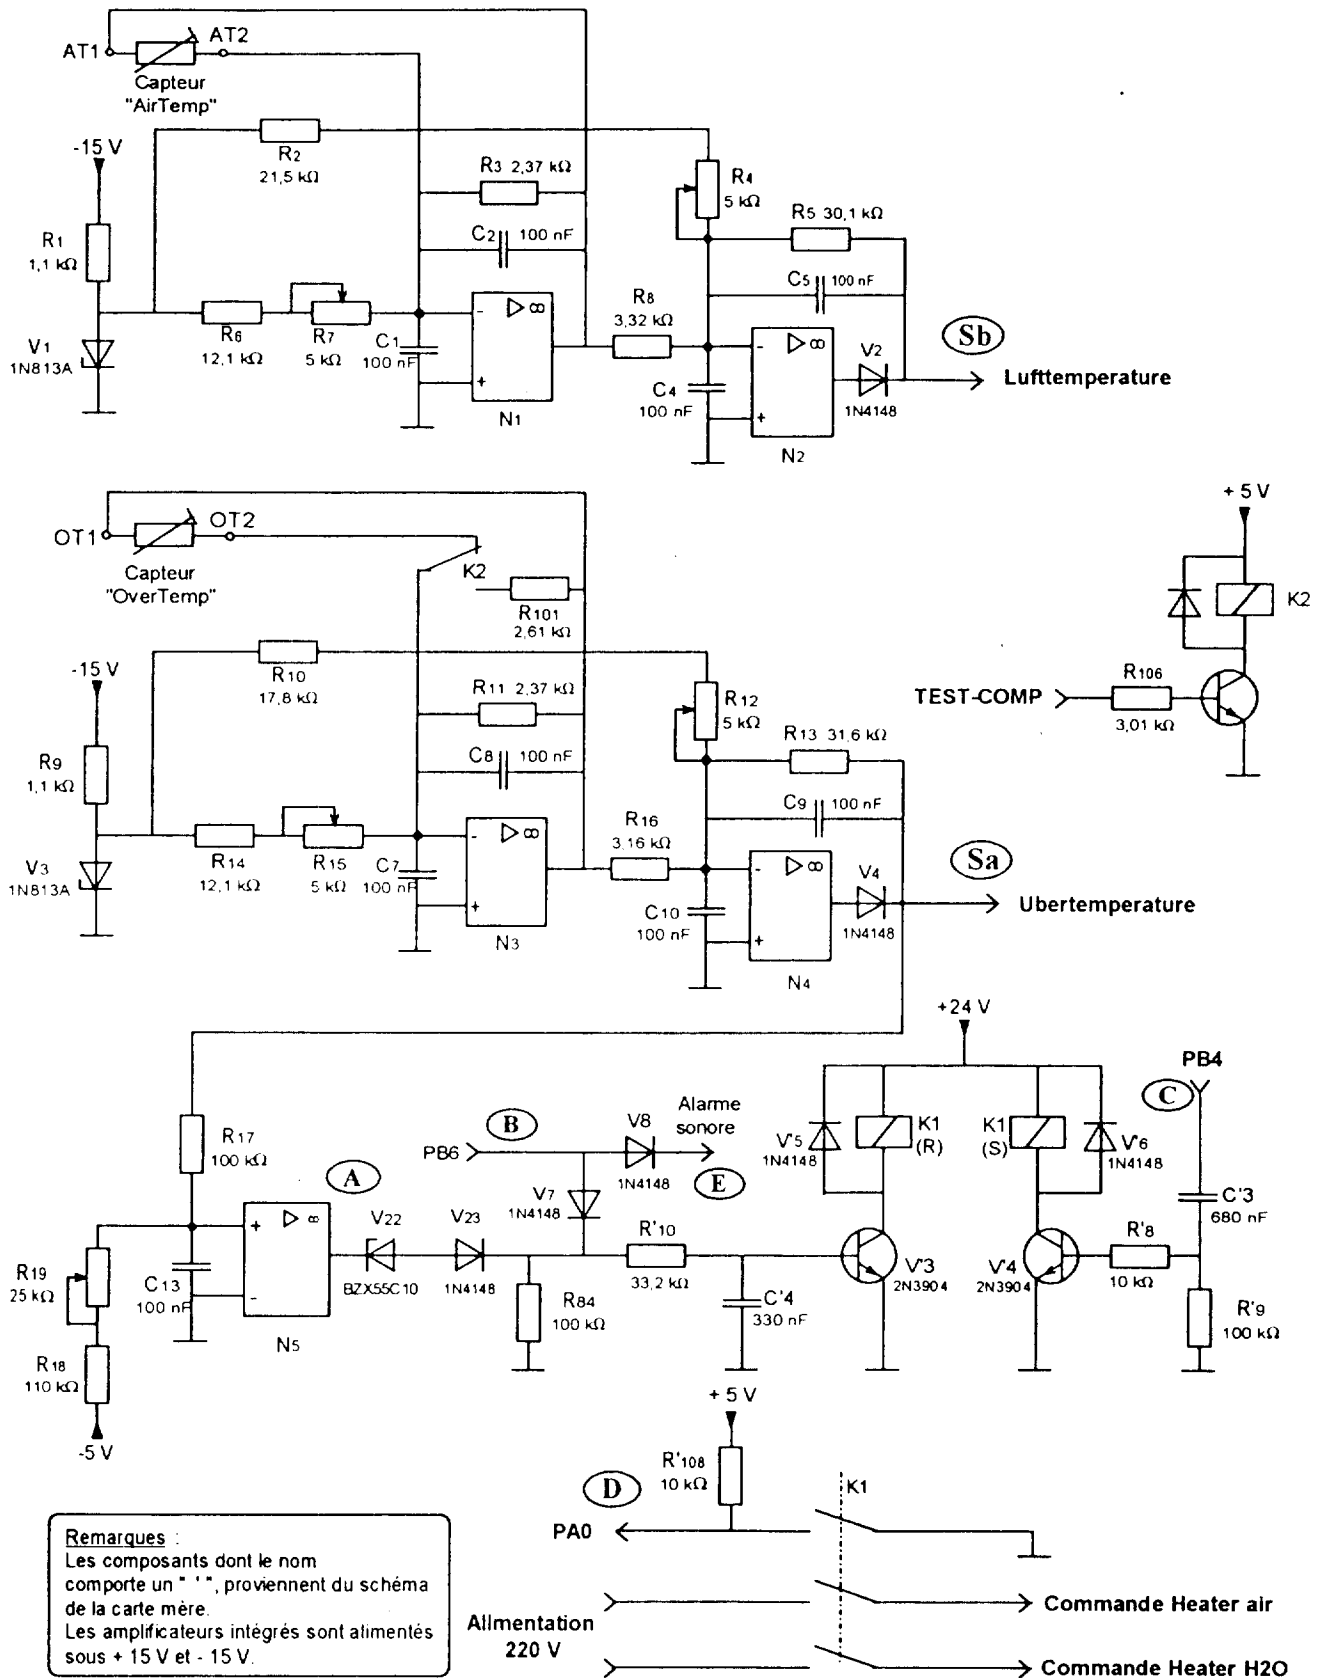 AT1
AT2
Capteur
"AirTemp"
-15 V
R2
21,5 kΩ
R3 2,37 kΩ
R4
5 kΩ
R1
1,1 kΩ
C2 100 nF
R5 30,1 kΩ
C5 100 nF
R8
3,32 kΩ
V1
1N813A
R6
12,1 kΩ
R7
5 kΩ
C1
100 nF
- ▷ ∞
+
N1
C4
100 nF
- ▷ ∞
+
N2
V2
1N4148
Sb
Lufttemperature
OT1
OT2
Capteur
"OverTemp"
K2
R101
2,61 kΩ
+ 5 V
K2
TEST-COMP
R106
3,01 kΩ
-15 V
R10
17,8 kΩ
R11 2,37 kΩ
R12
5 kΩ
R9
1,1 kΩ
C8 100 nF
R13 31,6 kΩ
C9 100 nF
R16
3,16 kΩ
V3
1N813A
R14
12,1 kΩ
R15
5 kΩ
C7
100 nF
- ▷ ∞
+
N3
C10
100 nF
- ▷ ∞
+
N4
V4
1N4148
Sa
Ubertemperature
+24 V
PB4
C
R17
100 kΩ
B
PB6
V8
1N4148
Alarme
sonore
E
V'5
1N4148
K1
(R)
K1
(S)
V'6
1N4148
A
V7
1N4148
C'3
680 nF
+ ▷ ∞
-
N5
V22
BZX55C10
V23
1N4148
R'10
33,2 kΩ
V'3
2N3904
V'4
2N3904
R'8
10 kΩ
R19
25 kΩ
C13
100 nF
R84
100 kΩ
C'4
330 nF
R'9
100 kΩ
R18
110 kΩ
-5 V
+ 5 V
R'108
10 kΩ
D
PA0
K1
Remarques :
Les composants dont le nom
comporte un " ' ", proviennent du schéma
de la carte mère.
Les amplificateurs intégrés sont alimentés
sous + 15 V et - 15 V.
Alimentation
220 V
Commande Heater air
Commande Heater H2O